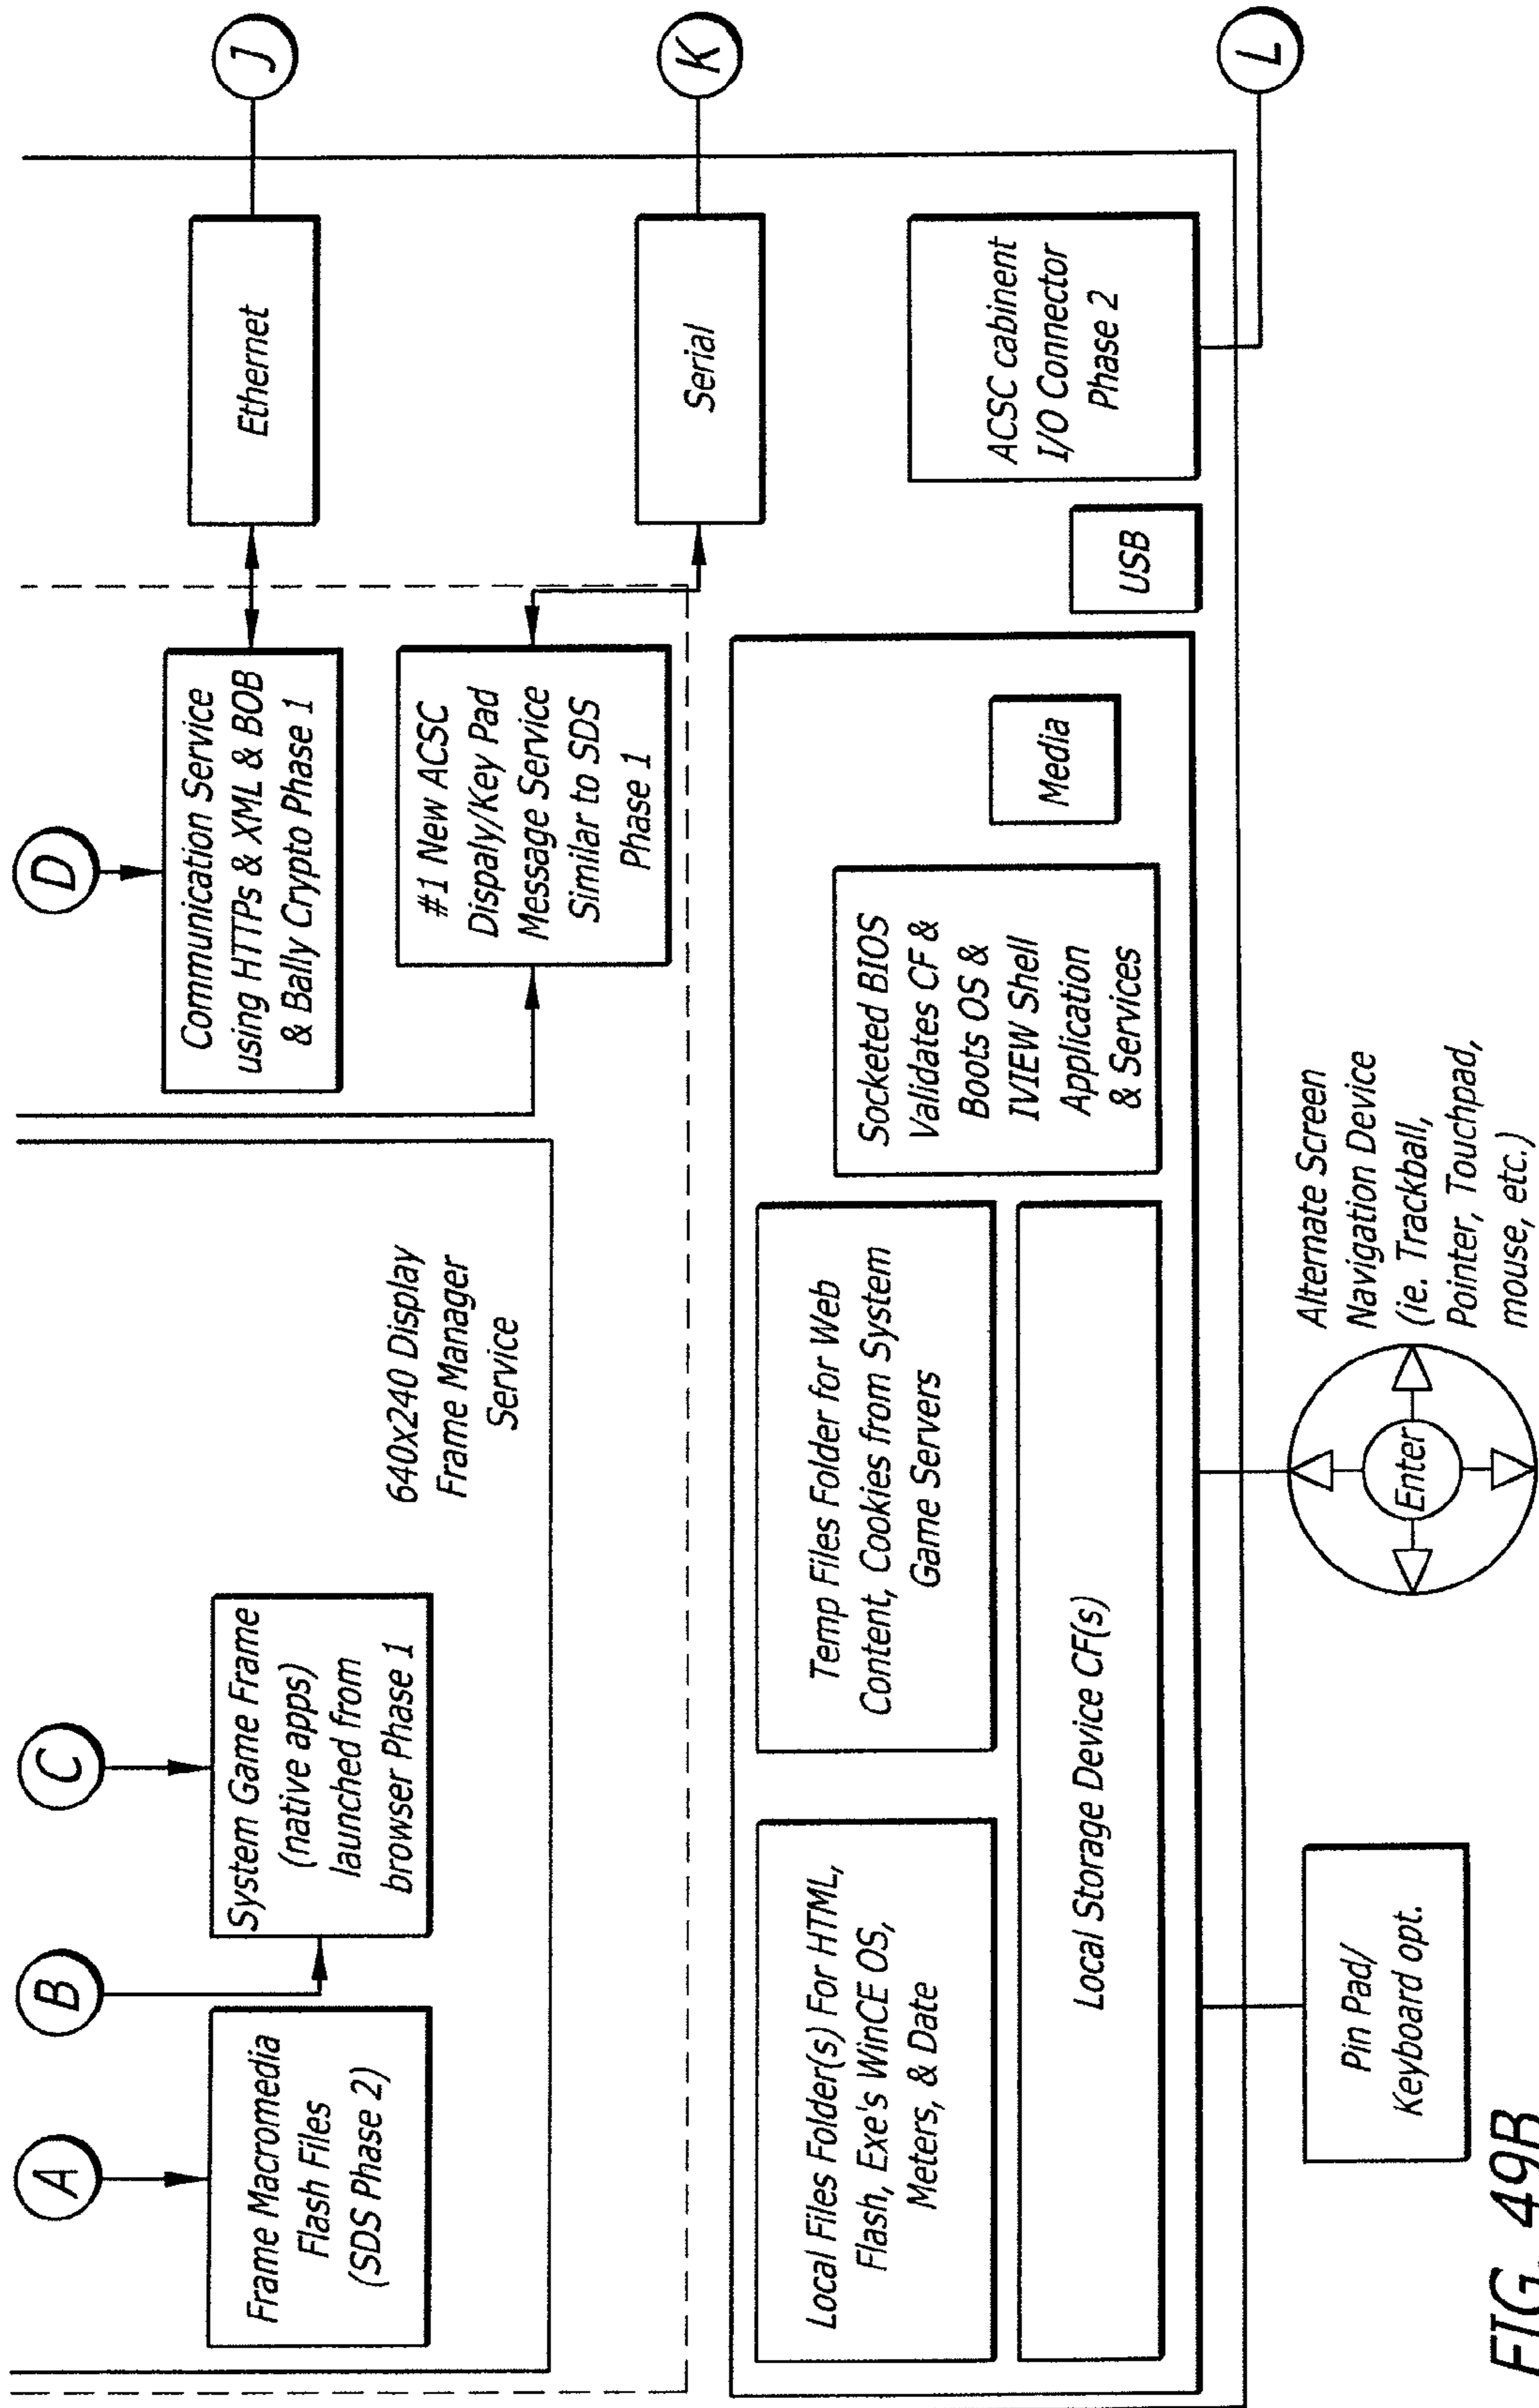 A
B
C
D
J
Frame Macromedia
Flash Files
(SDS Phase 2)
System Game Frame
(native apps)
launched from
browser Phase 1
640x240 Display
Frame Manager
Service
Communication Service
using HTTPs & XML & BOB
& Bally Crypto Phase 1
Ethernet
#1 New ACSC
Dispaly/Key Pad
Message Service
Similar to SDS
Phase 1
Serial
K
Local Files Folder(s) For HTML,
Flash, Exe's WinCE OS,
Meters, & Date
Temp Files Folder for Web
Content, Cookies from System
Game Servers
Local Storage Device CF(s)
Socketed BIOS
Validates CF &
Boots OS &
IVIEW Shell
Application
& Services
Media
USB
ACSC cabinent
I/O Connector
Phase 2
L
Pin Pad/
Keyboard opt.
Enter
Alternate Screen
Navigation Device
(ie. Trackball,
Pointer, Touchpad,
mouse, etc.)
FIG. 49B